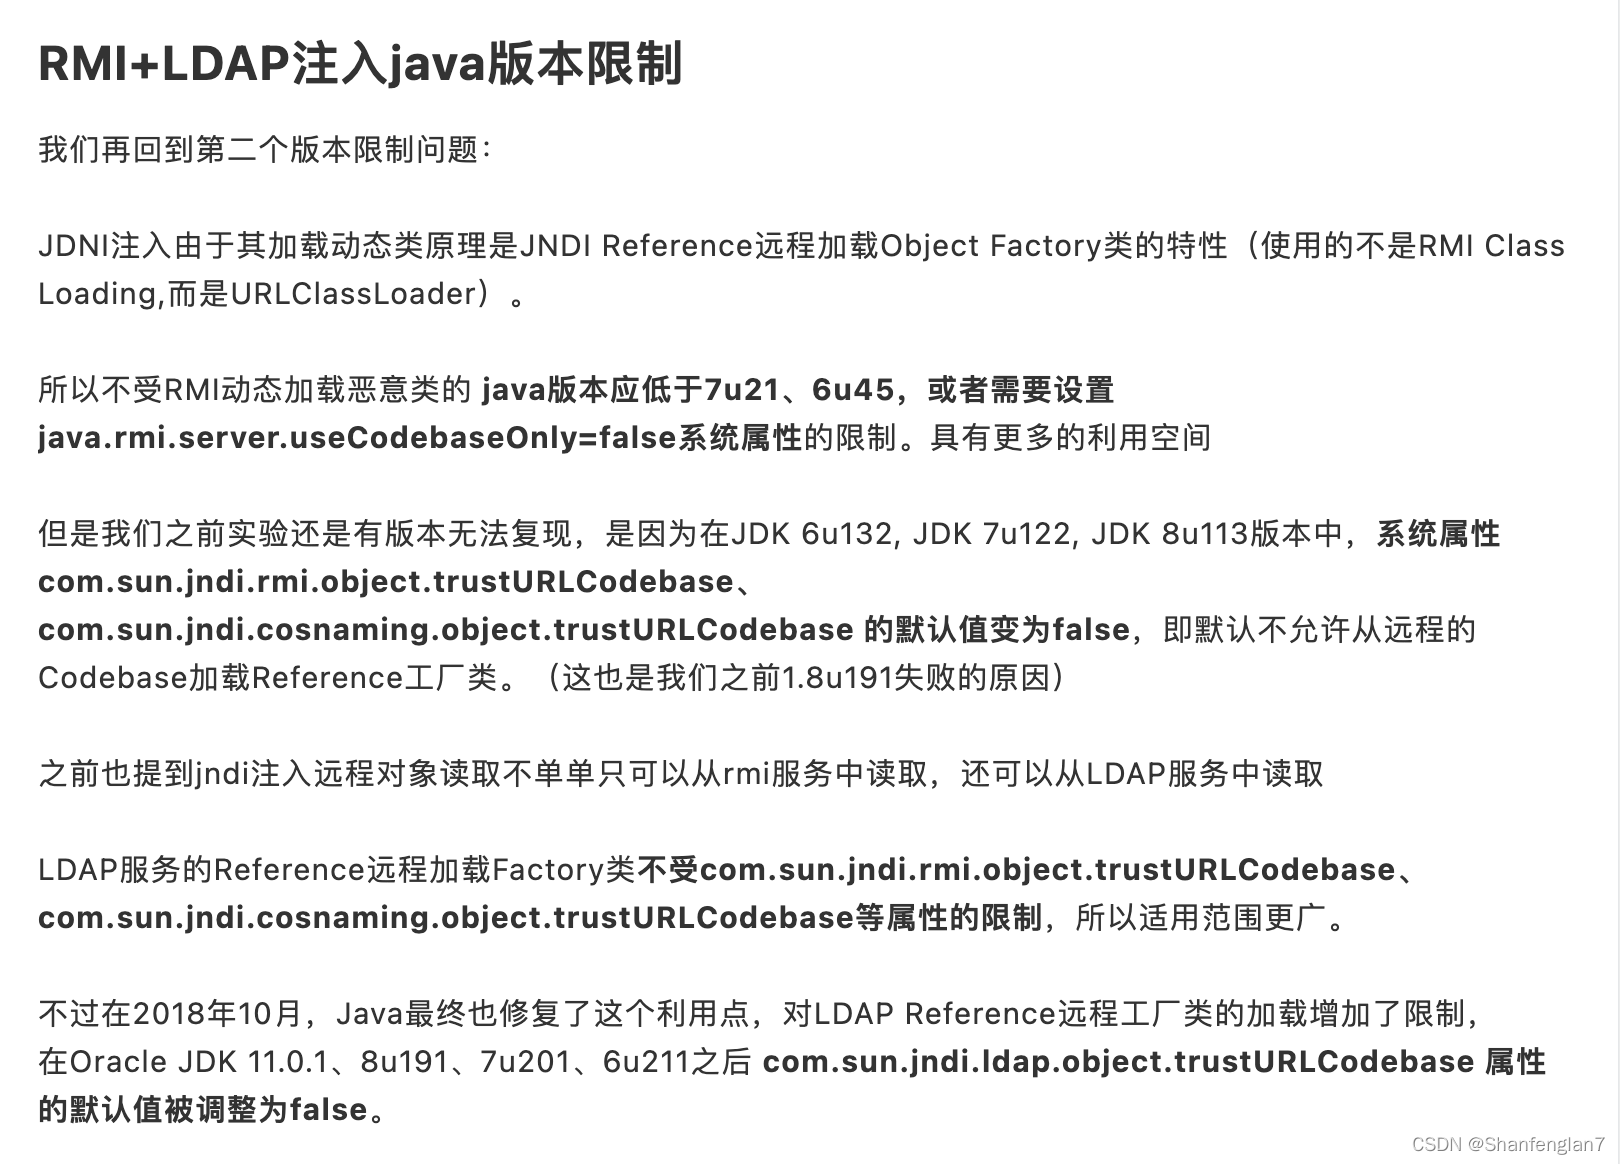 RMI+LDAP注入java版本限制
我们再回到第二个版本限制问题：
JDNI注入由于其加载动态类原理是JNDI Reference远程加载Object Factory类的特性（使用的不是RMI Class
Loading,而是URLClassLoader）。
所以不受RMI动态加载恶意类的 java版本应低于7u21、6u45，或者需要设置
java.rmi.server.useCodebaseOnly=false系统属性的限制。具有更多的利用空间
但是我们之前实验还是有版本无法复现，是因为在JDK 6u132, JDK 7u122, JDK 8u113版本中，系统属性
com.sun.jndi.rmi.object.trustURLCodebase、
com.sun.jndi.cosnaming.object.trustURLCodebase 的默认值变为false，即默认不允许从远程的
Codebase加载Reference工厂类。（这也是我们之前1.8u191失败的原因）
之前也提到jndi注入远程对象读取不单单只可以从rmi服务中读取，还可以从LDAP服务中读取
LDAP服务的Reference远程加载Factory类不受com.sun.jndi.rmi.object.trustURLCodebase、
com.sun.jndi.cosnaming.object.trustURLCodebase等属性的限制，所以适用范围更广。
不过在2018年10月，Java最终也修复了这个利用点，对LDAP Reference远程工厂类的加载增加了限制，
在Oracle JDK 11.0.1、8u191、7u201、6u211之后 com.sun.jndi.ldap.object.trustURLCodebase 属性
的默认值被调整为false。
CSDN @Shanfenglan7